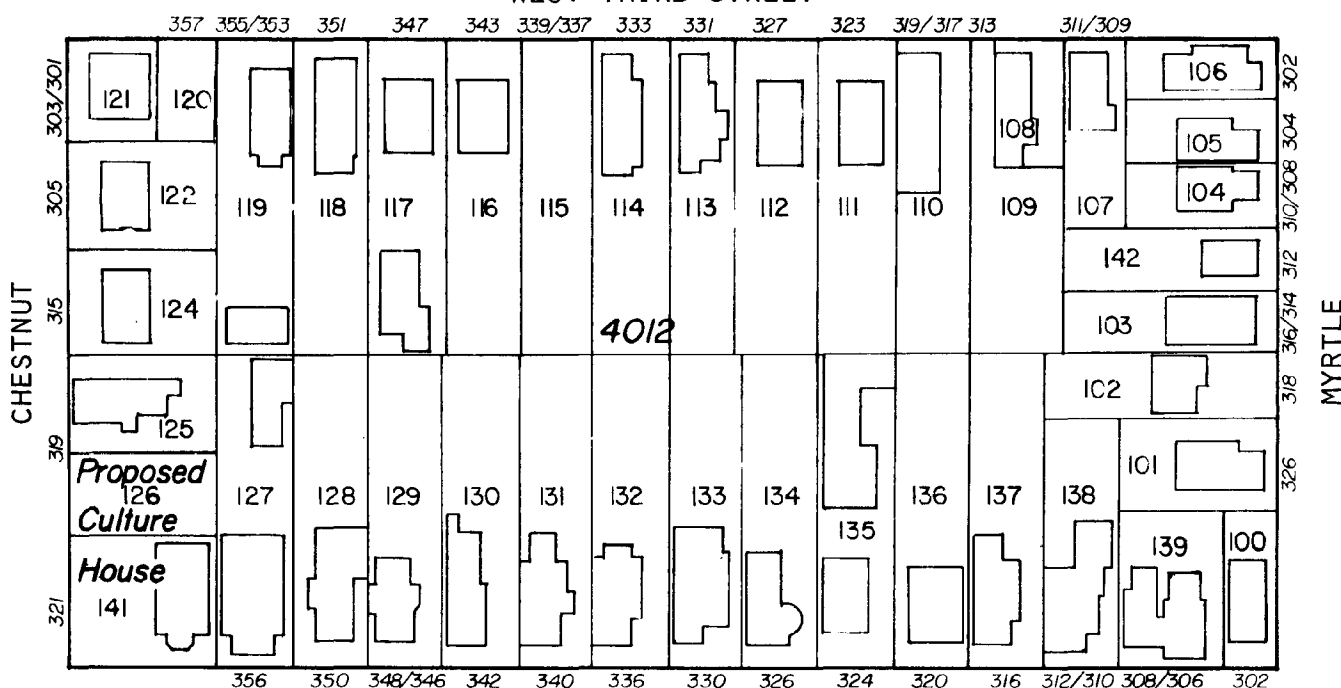 WEST THIRD STREET
357 355/353 351 347 343 339/337 333 331 327 323 319/317 313 311/309
303/301 121 120 106 302
108 105 304
305 122 119 118 117 116 115 114 113 112 111 110 109 107 104 310/308
142 312
315 124 4012 103 316/314
CHESTNUT MYRTLE
102 318
319 125
Proposed 101 326
126 127 128 129 130 131 132 133 134 136 137 138
Culture
135
139 100
House
321 141
356 350 348/346 342 340 336 330 326 324 320 316 312/310 308/306 302